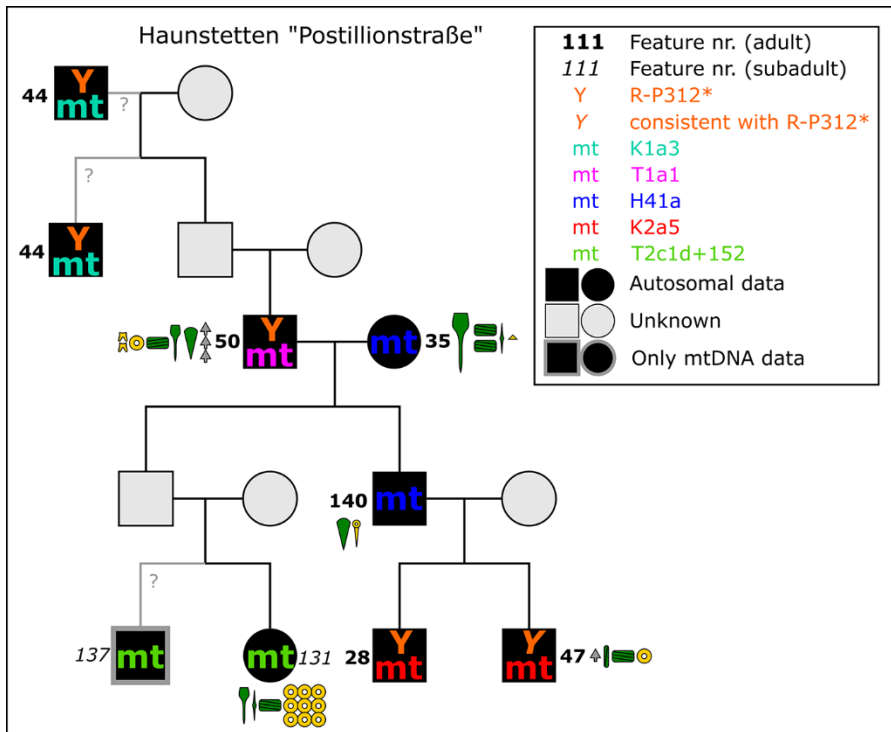 Haunstetten "Postillionstraße"
111 Feature nr. (adult)
111 Feature nr. (subadult)
Y R-P312*
Y consistent with R-P312*
mt K1a3
mt T1a1
mt H41a
mt K2a5
mt T2c1d+152
Autosomal data
Unknown
Only mtDNA data
44 Y
mt
?
?
44 Y
mt
50 Y
mt
mt 35
140 mt
?
137 mt
mt 131
28 Y
mt
Y
mt 47